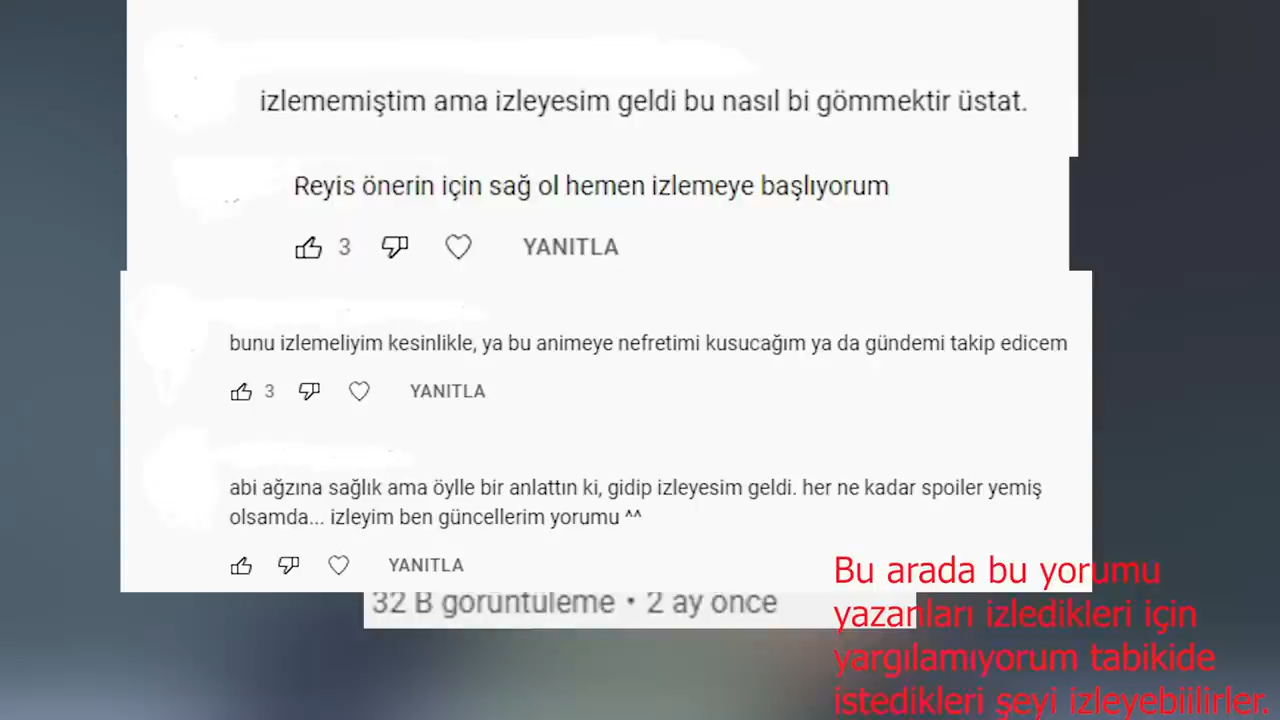 izlememiştim ama izleyesim geldi bu nasıl bi gömmektir üstat.
Reyis önerin için sağ ol hemen izlemeye başlıyorum
3 YANITLA
bunu izlemeliyim kesinlikle, ya bu animeye nefretimi kusucağım ya da gündemi takip edicem
3 YANITLA
abi ağzına sağlık ama öylle bir anlattın ki, gidip izleyesim geldi. her ne kadar spoiler yemiş
olsamda... izleyim ben güncellerim yorumu ^^
YANITLA
32 B görüntüleme • 2 ay önce
Bu arada bu yorumu
yazanları izledikleri için
yargılamıyorum tabikide
istedikleri şeyi izleyebiilirler.